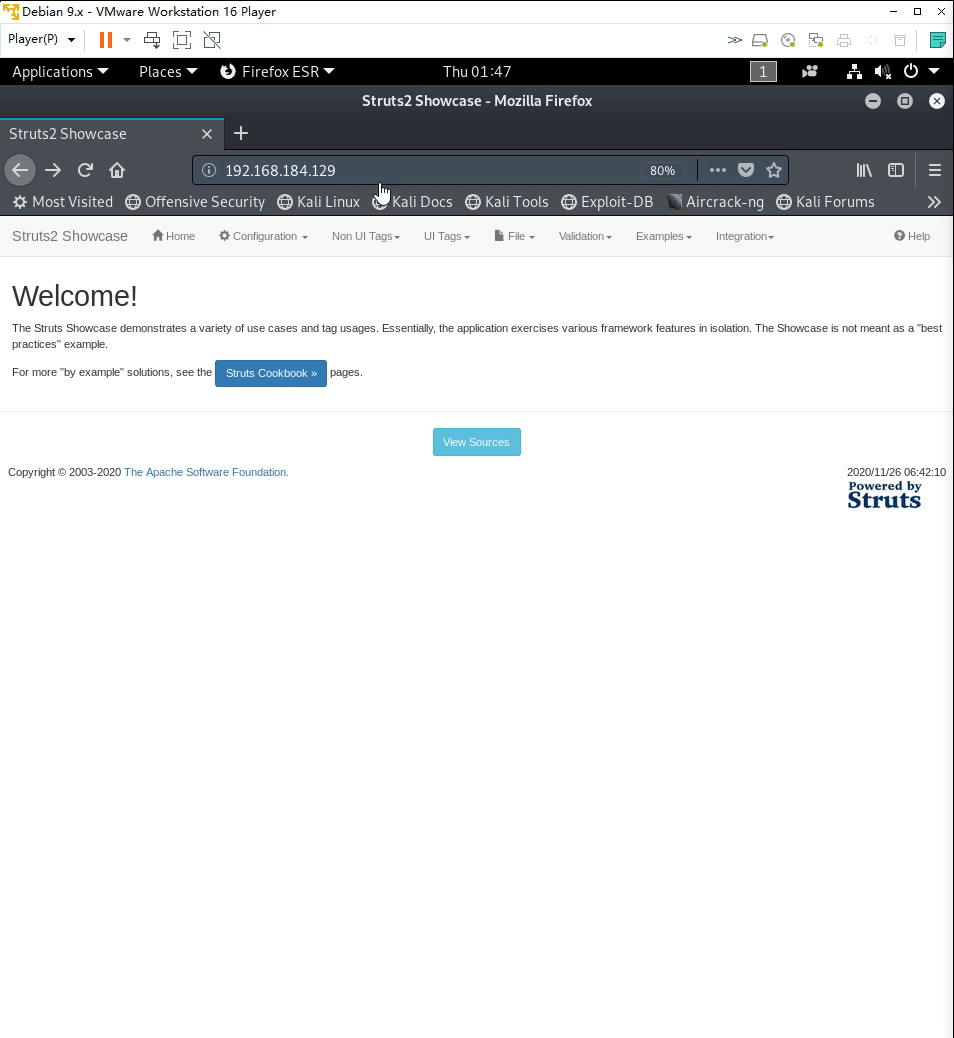 Debian 9.x - VMware Workstation 16 Player
Player(P)
Applications Places Firefox ESR Thu 01:47 1
Struts2 Showcase - Mozilla Firefox
Struts2 Showcase
192.168.184.129 80%
Most Visited Offensive Security Kali Linux Kali Docs Kali Tools Exploit-DB Aircrack-ng Kali Forums
Struts2 Showcase Home Configuration Non UI Tags UI Tags File Validation Examples Integration Help
Welcome!
The Struts Showcase demonstrates a variety of use cases and tag usages. Essentially, the application exercises various framework features in isolation. The Showcase is not meant as a "best
practices" example.
For more "by example" solutions, see the Struts Cookbook » pages.
View Sources
Copyright © 2003-2020 The Apache Software Foundation. 2020/11/26 06:42:10
Powered by
Struts